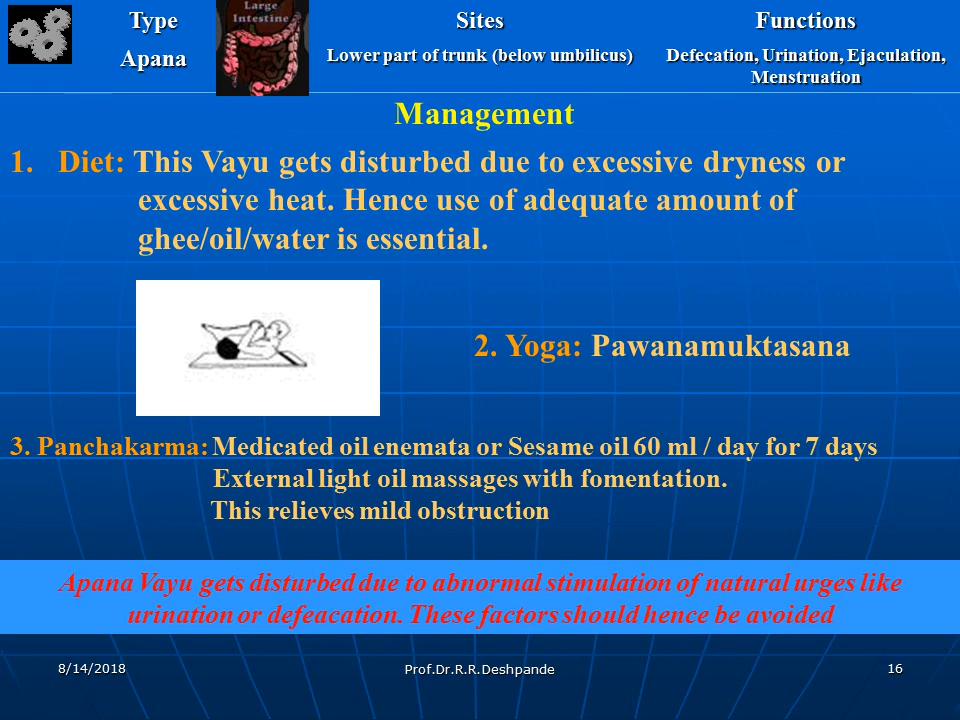 Type
Apana
Large
Intestine
Sites
Lower part of trunk (below umbilicus)
Functions
Defecation, Urination, Ejaculation,
Menstruation
Management
1. Diet: This Vayu gets disturbed due to excessive dryness or
excessive heat. Hence use of adequate amount of
ghee/oil/water is essential.
2. Yoga: Pawanamuktasana
3. Panchakarma: Medicated oil enemata or Sesame oil 60 ml / day for 7 days
External light oil massages with fomentation.
This relieves mild obstruction
Apana Vayu gets disturbed due to abnormal stimulation of natural urges like
urination or defeacation. These factors should hence be avoided
8/14/2018
Prof.Dr.R.R.Deshpande
16